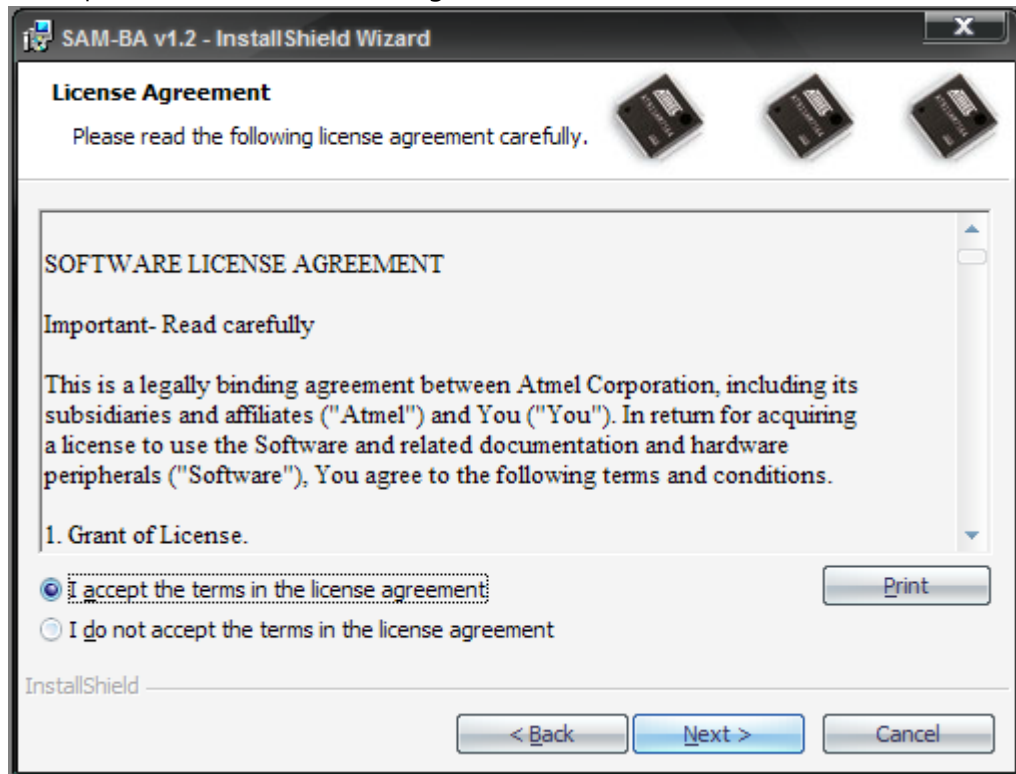 SAM-BA v1.2 - InstallShield Wizard
X
License Agreement
Please read the following license agreement carefully.
ATMEL
ATMEL
ATMEL
SOFTWARE LICENSE AGREEMENT
Important- Read carefully
This is a legally binding agreement between Atmel Corporation, including its
subsidiaries and affiliates ("Atmel") and You ("You"). In return for acquiring
a license to use the Software and related documentation and hardware
peripherals ("Software"), You agree to the following terms and conditions.
1. Grant of License.
I accept the terms in the license agreement
Print
I do not accept the terms in the license agreement
InstallShield
< Back
Next >
Cancel